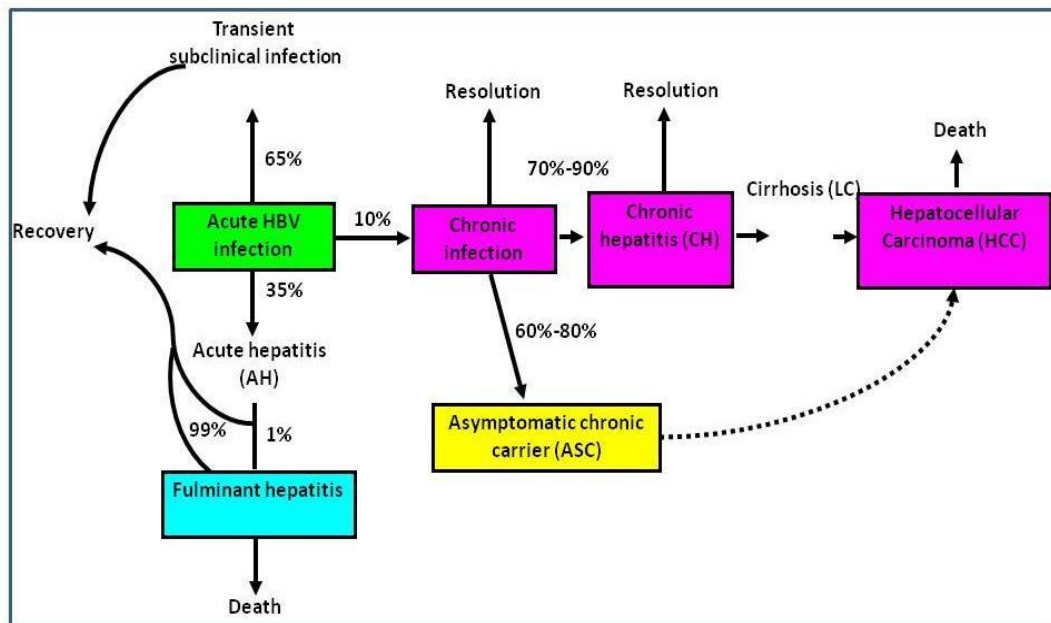 Transient
subclinical infection
Resolution
Resolution
Death
65%
70%-90%
Cirrhosis (LC)
Recovery
Acute HBV
infection
10%
Chronic
infection
Chronic
hepatitis (CH)
Hepatocellular
Carcinoma (HCC)
35%
60%-80%
Acute hepatitis
(AH)
99%
1%
Asymptomatic chronic
carrier (ASC)
Fulminant hepatitis
Death